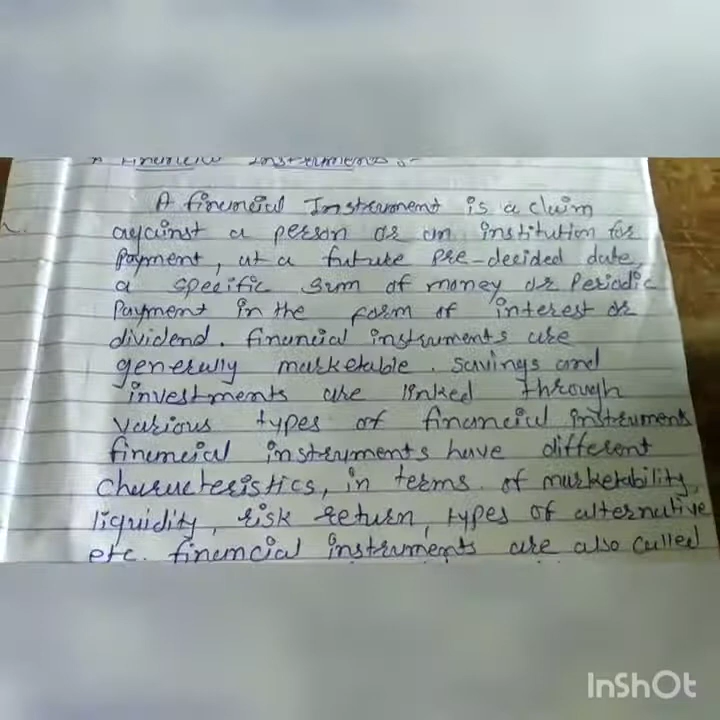 * Financial Instruments :-
A financial Instrument is a claim
against a person or an institution for
Payment, at a future Pre-decided date,
a specific sum of money or Periodic
Payment in the form of interest or
dividend. financial instruments are
generally marketable. Savings and
investments are linked through
various types of financial instruments
financial instruments have different
characteristics, in terms of marketability,
liquidity, risk return, types of alternative
etc. financial instruments are also called
InShOt